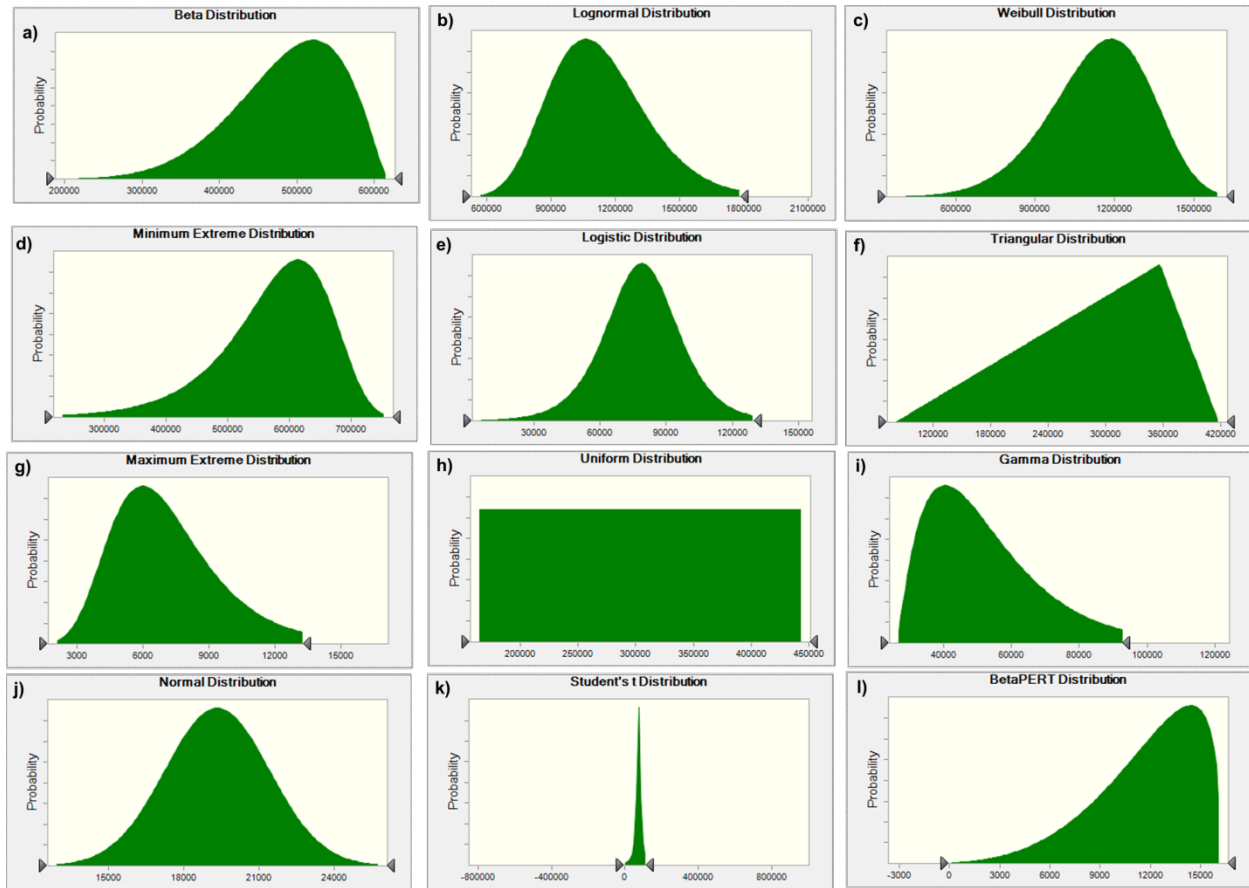 a)
Beta Distribution
Probability
200000 300000 400000 500000 600000
b)
Lognormal Distribution
Probability
600000 900000 1200000 1500000 1800000 2100000
c)
Weibull Distribution
Probability
600000 900000 1200000 1500000
d)
Minimum Extreme Distribution
Probability
300000 400000 500000 600000 700000
e)
Logistic Distribution
Probability
30000 60000 90000 120000 150000
f)
Triangular Distribution
Probability
120000 180000 240000 300000 360000 420000
g)
Maximum Extreme Distribution
Probability
3000 6000 9000 12000 15000
h)
Uniform Distribution
Probability
200000 250000 300000 350000 400000 450000
i)
Gamma Distribution
Probability
40000 60000 80000 100000 120000
j)
Normal Distribution
Probability
15000 18000 21000 24000
k)
Student's t Distribution
Probability
-800000 -400000 0 400000 800000
l)
BetaPERT Distribution
Probability
-3000 0 3000 6000 9000 12000 15000